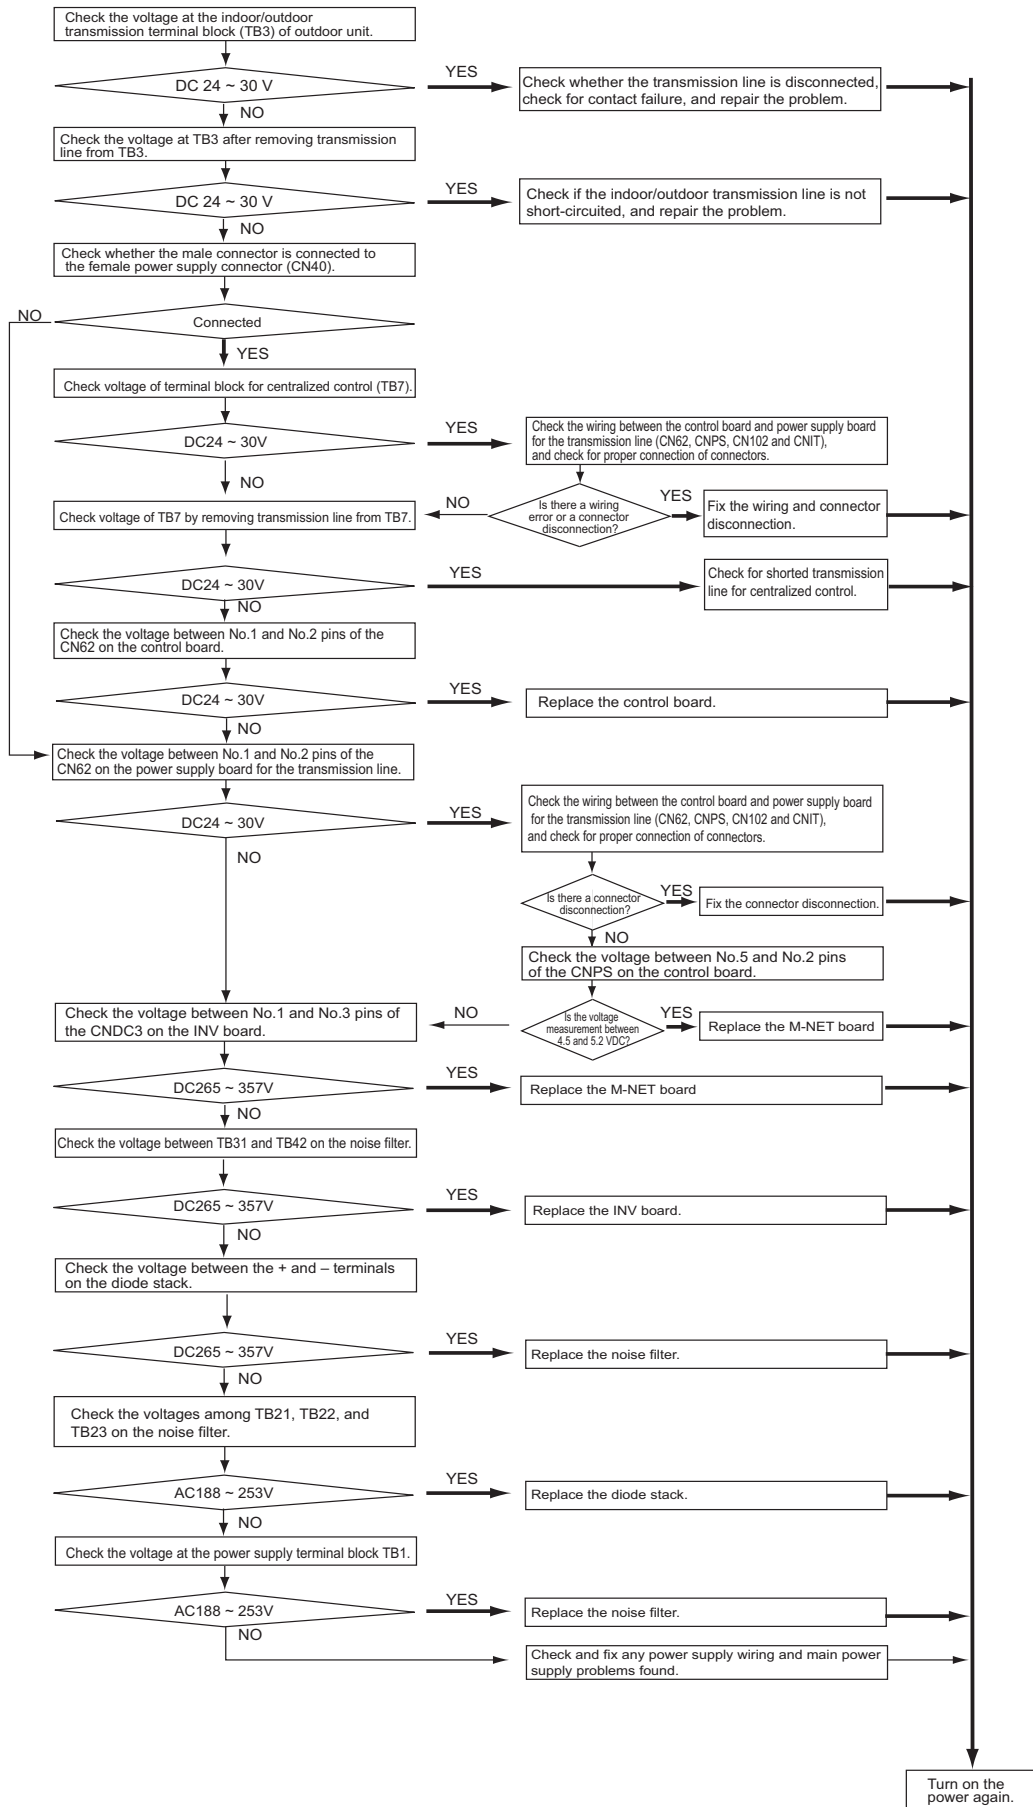 Check the voltage at the indoor/outdoor
transmission terminal block (TB3) of outdoor unit.
DC 24 ~ 30 V
YES
Check whether the transmission line is disconnected,
check for contact failure, and repair the problem.
NO
Check the voltage at TB3 after removing transmission
line from TB3.
DC 24 ~ 30 V
YES
Check if the indoor/outdoor transmission line is not
short-circuited, and repair the problem.
NO
Check whether the male connector is connected to
the female power supply connector (CN40).
NO
Connected
YES
Check voltage of terminal block for centralized control (TB7).
DC24 ~ 30V
YES
Check the wiring between the control board and power supply board
for the transmission line (CN62, CNPS, CN102 and CNIT),
and check for proper connection of connectors.
NO
Is there a wiring
error or a connector
disconnection?
NO
YES
Fix the wiring and connector
disconnection.
Check voltage of TB7 by removing transmission line from TB7.
DC24 ~ 30V
YES
Check for shorted transmission
line for centralized control.
NO
Check the voltage between No.1 and No.2 pins of the
CN62 on the control board.
DC24 ~ 30V
YES
Replace the control board.
NO
Check the voltage between No.1 and No.2 pins of the
CN62 on the power supply board for the transmission line.
DC24 ~ 30V
YES
Check the wiring between the control board and power supply board
for the transmission line (CN62, CNPS, CN102 and CNIT),
and check for proper connection of connectors.
NO
Is there a connector
disconnection?
YES
Fix the connector disconnection.
NO
Check the voltage between No.5 and No.2 pins
of the CNPS on the control board.
Is the voltage
measurement between
4.5 and 5.2 VDC?
NO
YES
Replace the M-NET board
Check the voltage between No.1 and No.3 pins of
the CNDC3 on the INV board.
DC265 ~ 357V
YES
Replace the M-NET board
NO
Check the voltage between TB31 and TB42 on the noise filter.
DC265 ~ 357V
YES
Replace the INV board.
NO
Check the voltage between the + and – terminals
on the diode stack.
DC265 ~ 357V
YES
Replace the noise filter.
NO
Check the voltages among TB21, TB22, and
TB23 on the noise filter.
AC188 ~ 253V
YES
Replace the diode stack.
NO
Check the voltage at the power supply terminal block TB1.
AC188 ~ 253V
YES
Replace the noise filter.
NO
Check and fix any power supply wiring and main power
supply problems found.
Turn on the
power again.